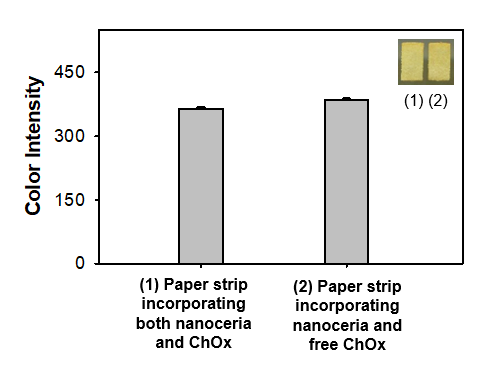 Color Intensity
450
300
150
0
(1) (2)
(1) Paper strip
incorporating
both nanoceria
and ChOx
(2) Paper strip
incorporating
nanoceria and
free ChOx